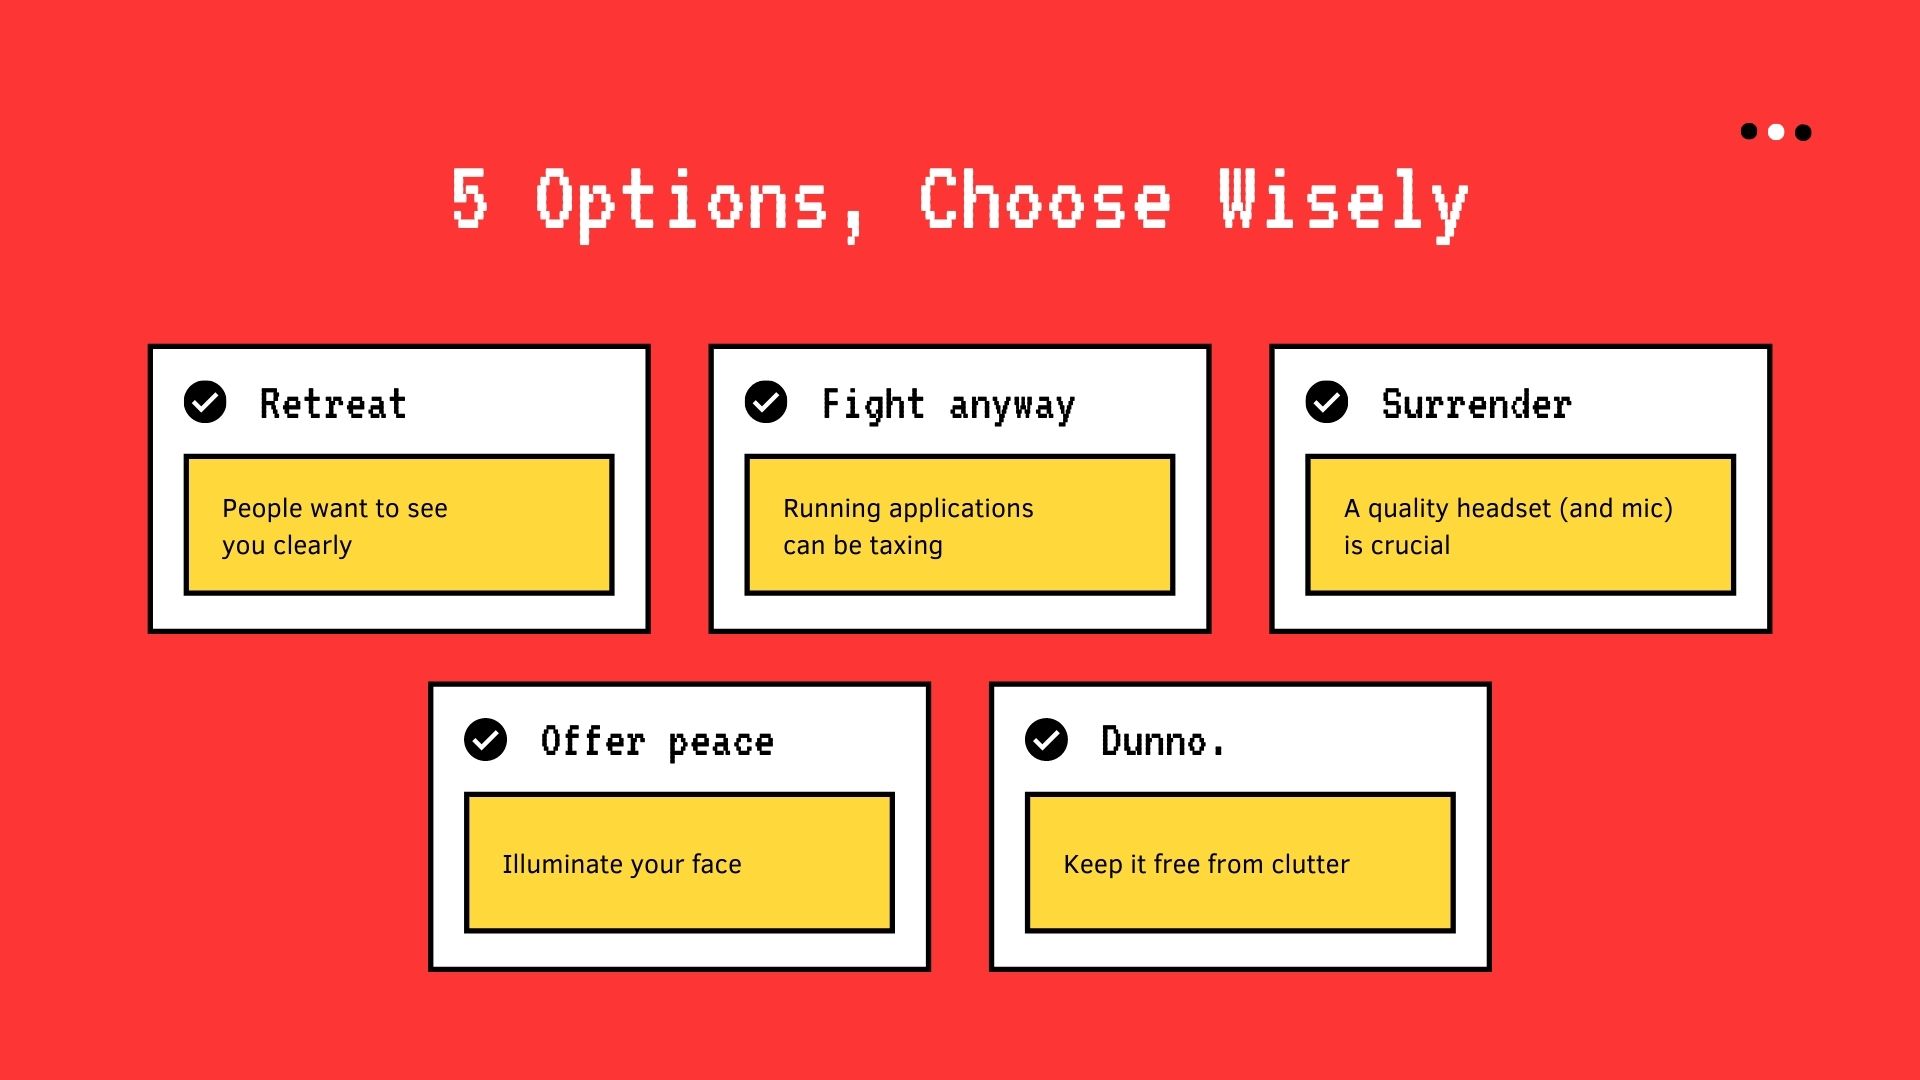 5 Options, Choose Wisely
Retreat
People want to see
you clearly
Fight anyway
Running applications
can be taxing
Surrender
A quality headset (and mic)
is crucial
Offer peace
Illuminate your face
Dunno.
Keep it free from clutter